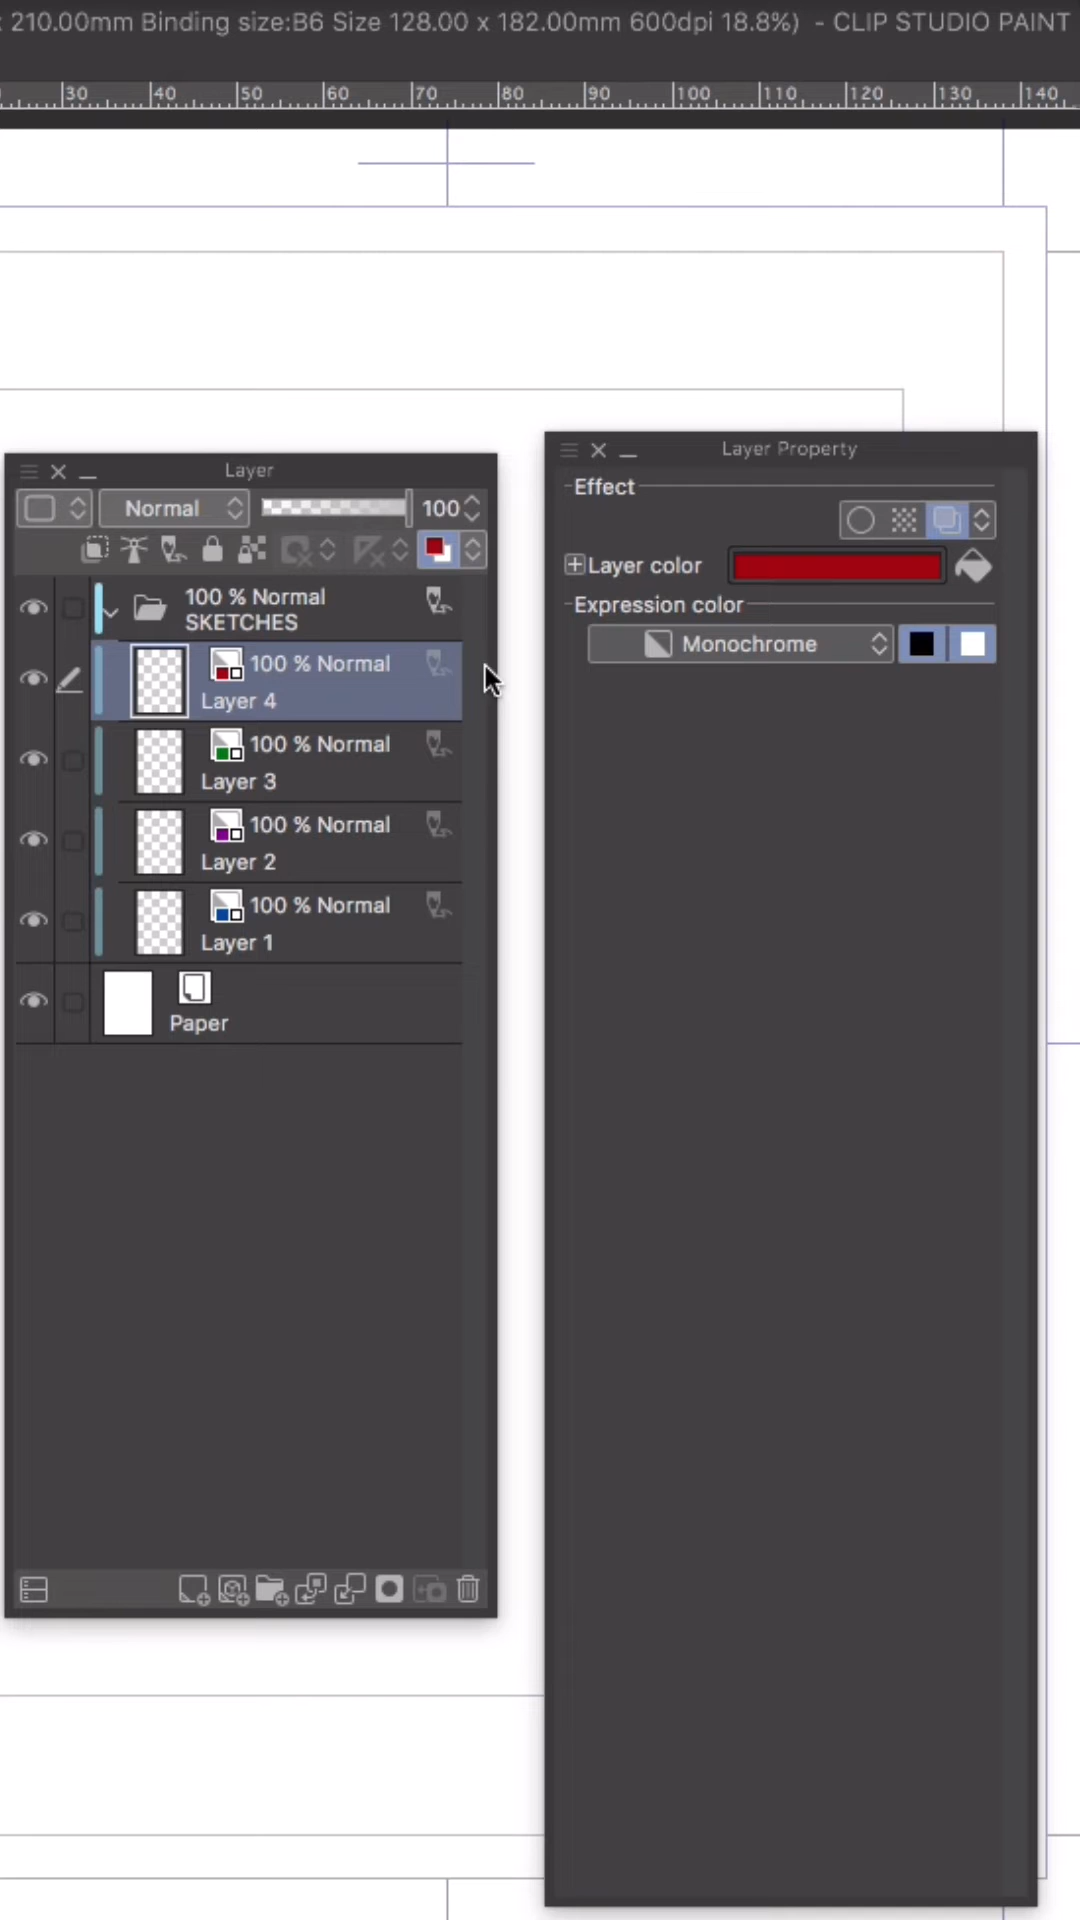 210.00mm Binding size:B6 Size 128.00 x 182.00mm 600dpi 18.8%) - CLIP STUDIO PAINT
30 40 50 60 70 80 90 100 110 120 130 140
Layer
Normal 100
100 % Normal
SKETCHES
100 % Normal
Layer 4
100 % Normal
Layer 3
100 % Normal
Layer 2
100 % Normal
Layer 1
Paper
Layer Property
Effect
Layer color
Expression color
Monochrome